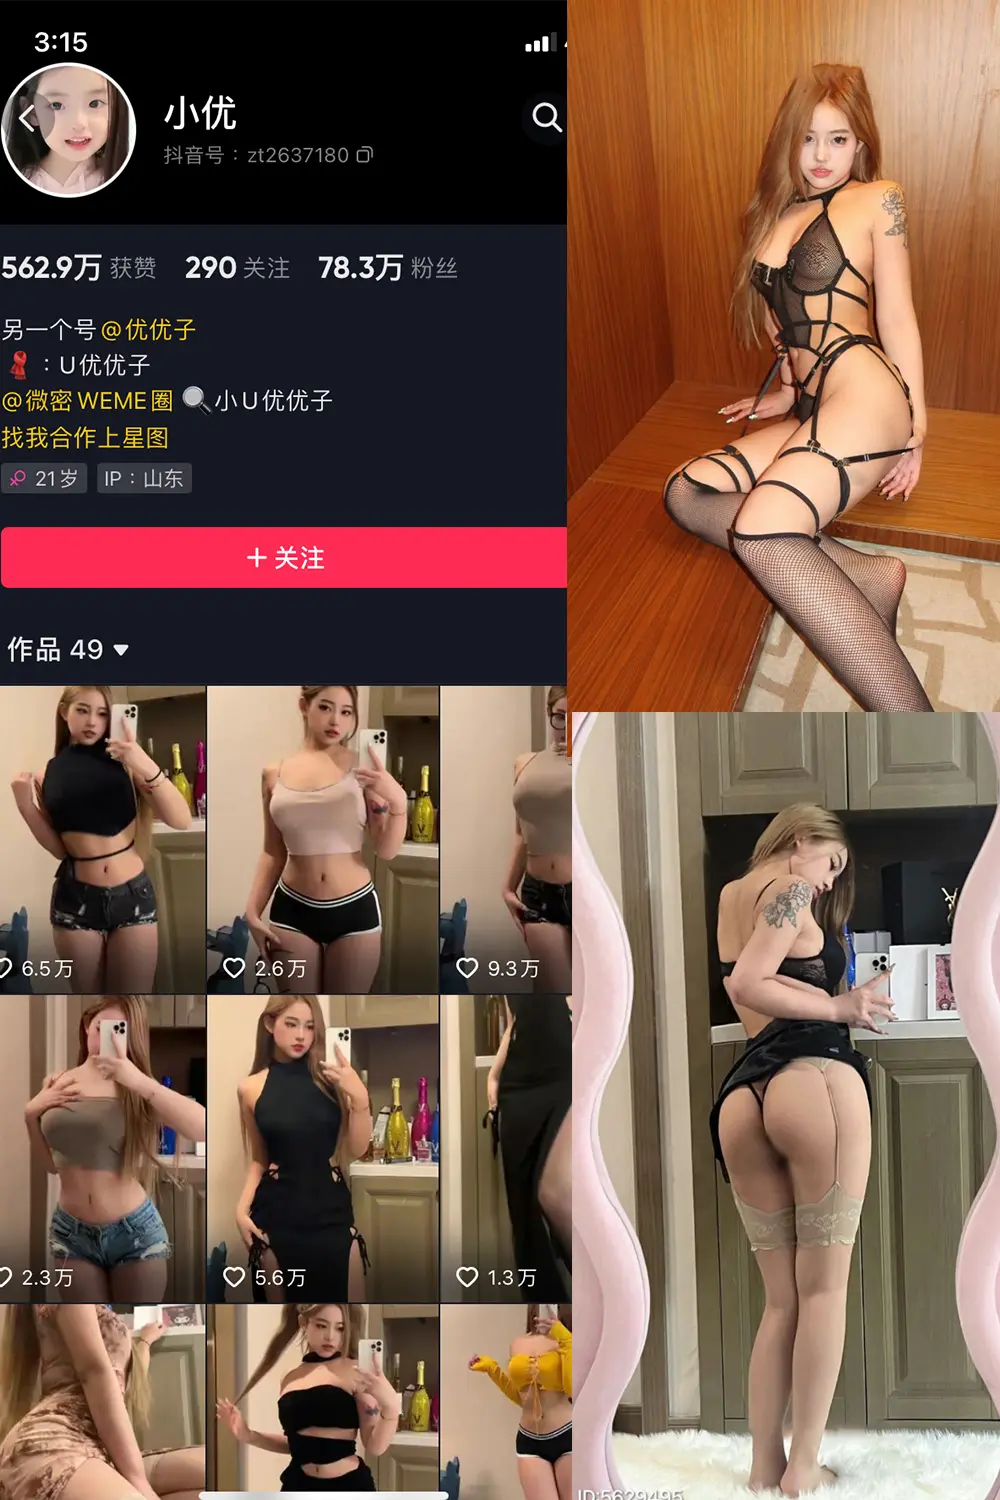 3:15
小优
抖音号：zt2637180
562.9万 获赞 290 关注 78.3万 粉丝
另一个号@优优子
：U优优子
@微密WEME圈 小U优优子
找我合作上星图
21岁 IP：山东
+ 关注
作品 49
6.5万 2.6万 9.3万
2.3万 5.6万 1.3万
ID:5629495